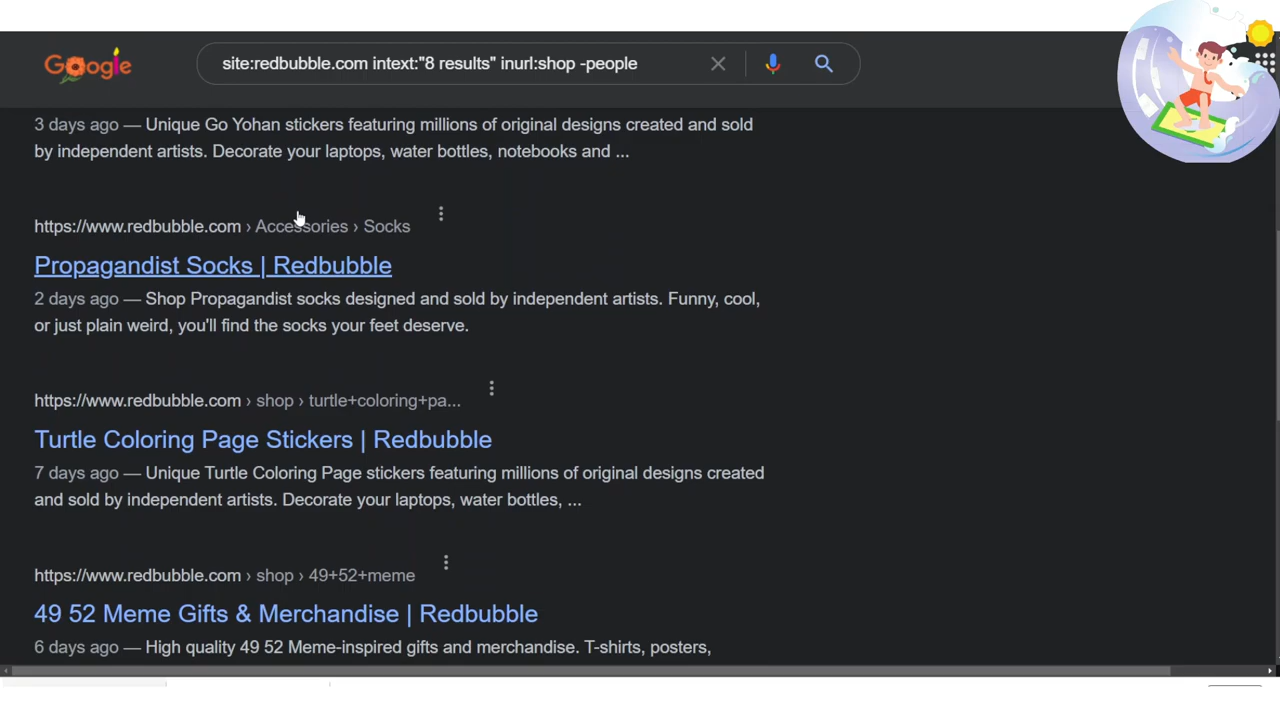 Google
site:redbubble.com intext:"8 results" inurl:shop -people
3 days ago — Unique Go Yohan stickers featuring millions of original designs created and sold
by independent artists. Decorate your laptops, water bottles, notebooks and ...
https://www.redbubble.com › Accessories › Socks
Propagandist Socks | Redbubble
2 days ago — Shop Propagandist socks designed and sold by independent artists. Funny, cool,
or just plain weird, you'll find the socks your feet deserve.
https://www.redbubble.com › shop › turtle+coloring+pa...
Turtle Coloring Page Stickers | Redbubble
7 days ago — Unique Turtle Coloring Page stickers featuring millions of original designs created
and sold by independent artists. Decorate your laptops, water bottles, ...
https://www.redbubble.com › shop › 49+52+meme
49 52 Meme Gifts & Merchandise | Redbubble
6 days ago — High quality 49 52 Meme-inspired gifts and merchandise. T-shirts, posters,